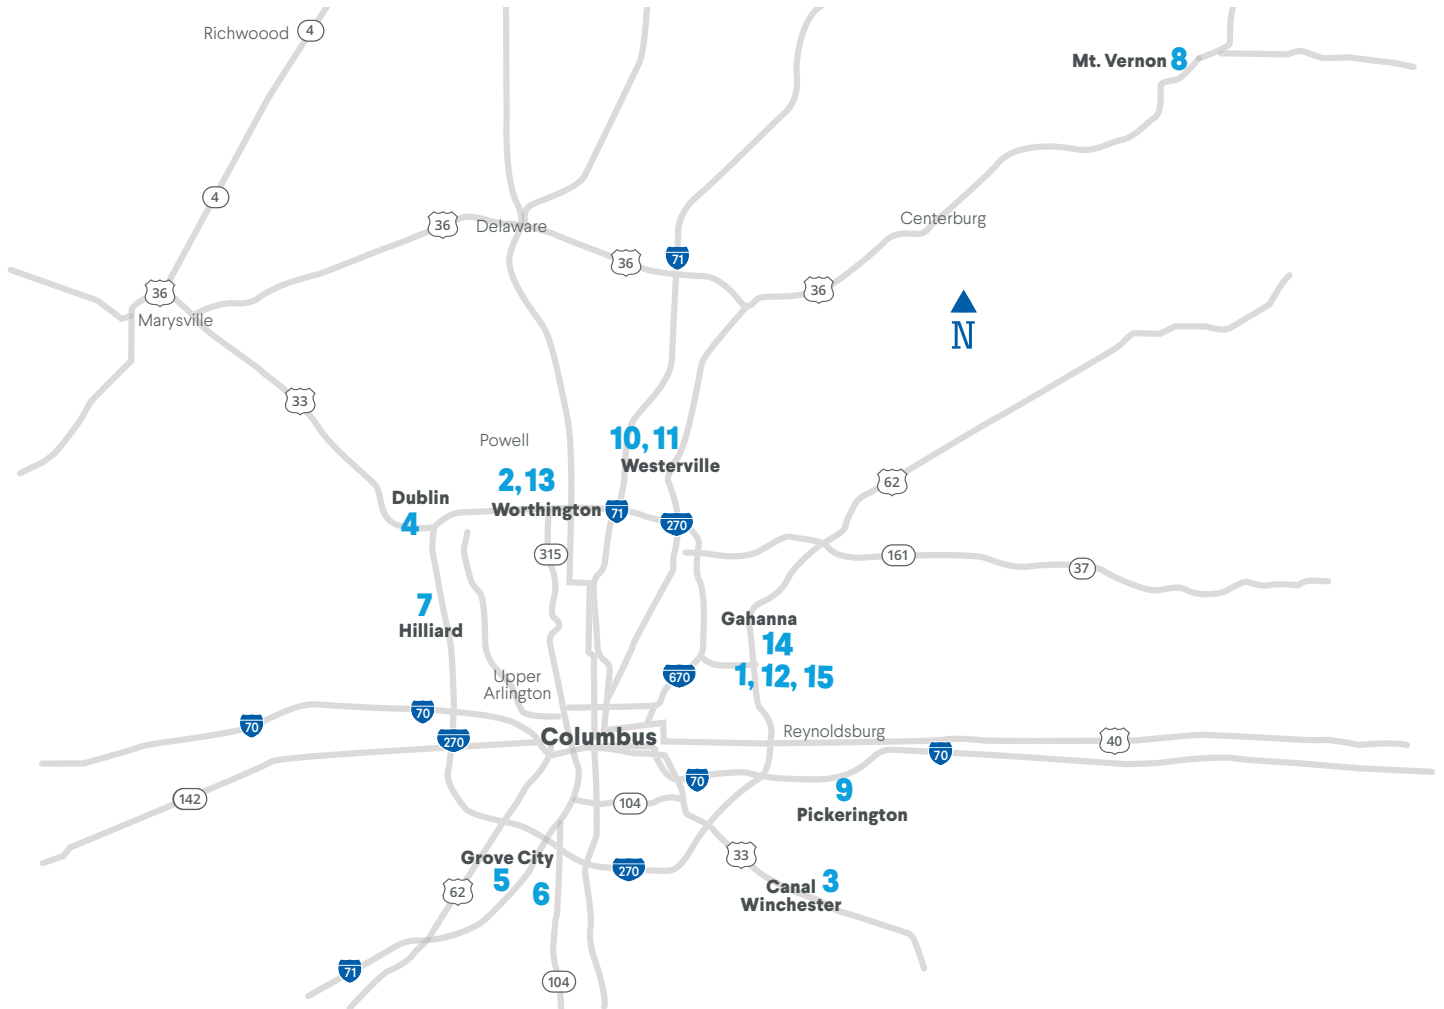 Richwoood 4
Mt. Vernon 8
4
Centerburg
36
Delaware
36
71
36
36
Marysville
N
33
10, 11
Powell
Westerville
2, 13
62
Dublin
Worthington
71
4
270
315
161
37
7
Gahanna
Hilliard
14
670
1, 12, 15
Upper
Arlington
70
70
270
Columbus
Reynoldsburg
40
70
70
9
142
104
Pickerington
Grove City
33
5
270
Canal 3
62
6
Winchester
71
104